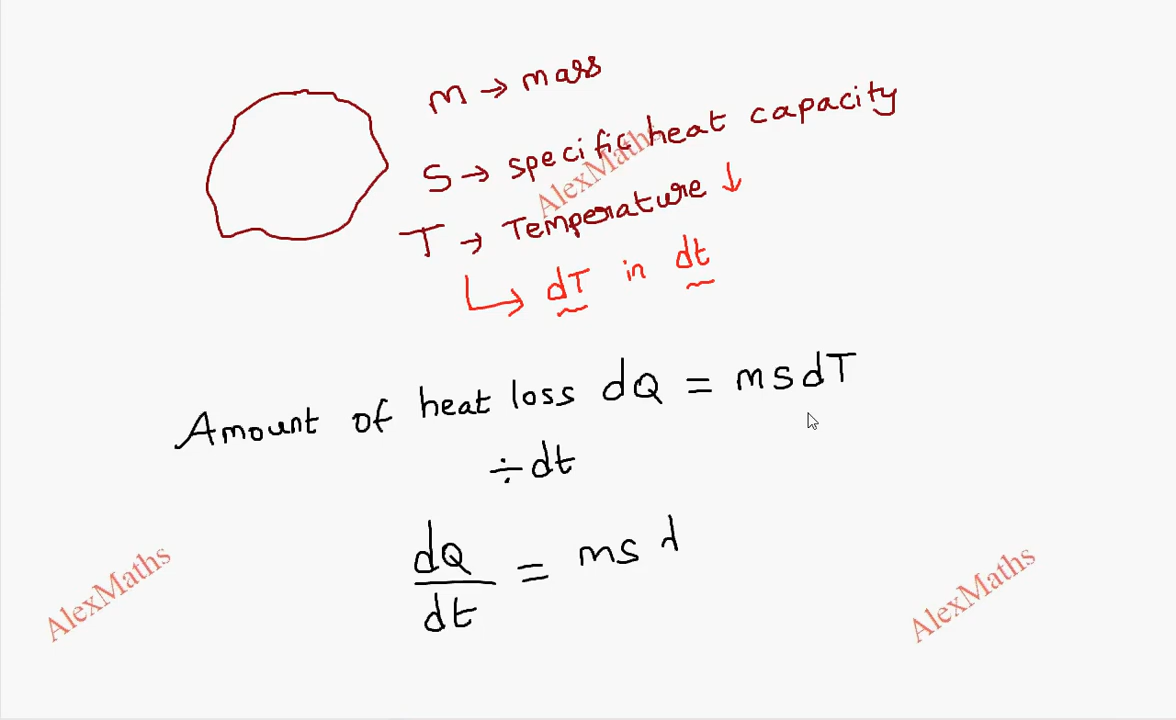 m → mass
S → specific heat capacity
AlexMaths
T → Temperature ↓
dT in dt
Amount of heat loss dQ = msdT
÷ dt
dQ/dt = ms d
AlexMaths
AlexMaths